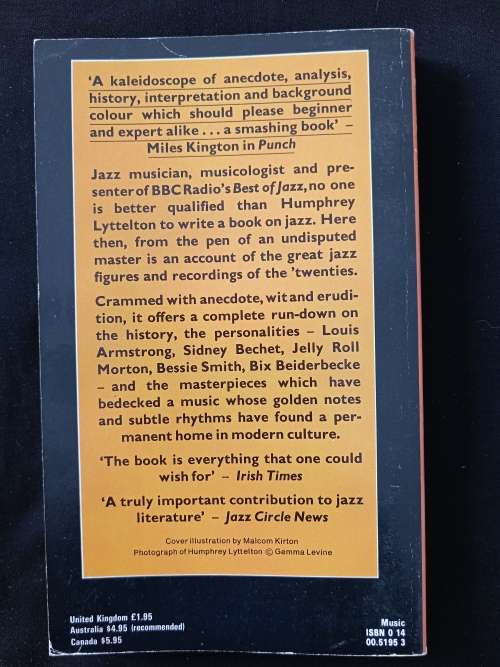 ‘A kaleidoscope of anecdote, analysis,
history, interpretation and background
colour which should please beginner
and expert alike . . . a smashing book’ –
Miles Kington in Punch
Jazz musician, musicologist and pre-
senter of BBC Radio's Best of Jazz, no one
is better qualified than Humphrey
Lyttelton to write a book on jazz. Here
then, from the pen of an undisputed
master is an account of the great jazz
figures and recordings of the 'twenties.
Crammed with anecdote, wit and erudi-
tion, it offers a complete run-down on
the history, the personalities – Louis
Armstrong, Sidney Bechet, Jelly Roll
Morton, Bessie Smith, Bix Beiderbecke
– and the masterpieces which have
bedecked a music whose golden notes
and subtle rhythms have found a per-
manent home in modern culture.
‘The book is everything that one could
wish for’ – Irish Times
‘A truly important contribution to jazz
literature’ – Jazz Circle News
Cover illustration by Malcom Kirton
Photograph of Humphrey Lyttelton © Gemma Levine
United Kingdom £1.95
Australia $4.95 (recommended)
Canada $5.95
Music
ISBN 0 14
00.5195 3